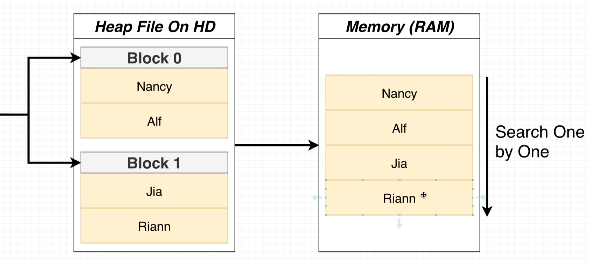 Heap File On HD
Block 0
Nancy
Alf
Block 1
Jia
Riann
Memory (RAM)
Nancy
Alf
Jia
Riann
Search One
by One